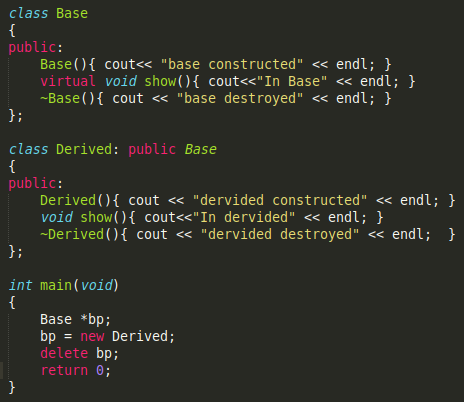 class Base
{
public:
    Base(){ cout<< "base constructed" << endl; }
    virtual void show(){ cout<<"In Base" << endl; }
    ~Base(){ cout << "base destroyed" << endl; }
};

class Derived: public Base
{
public:
    Derived(){ cout << "dervided constructed" << endl; }
    void show(){ cout<<"In dervided" << endl; }
    ~Derived(){ cout << "dervided destroyed" << endl;  }
};

int main(void)
{
    Base *bp;
    bp = new Derived;
    delete bp;
    return 0;
}